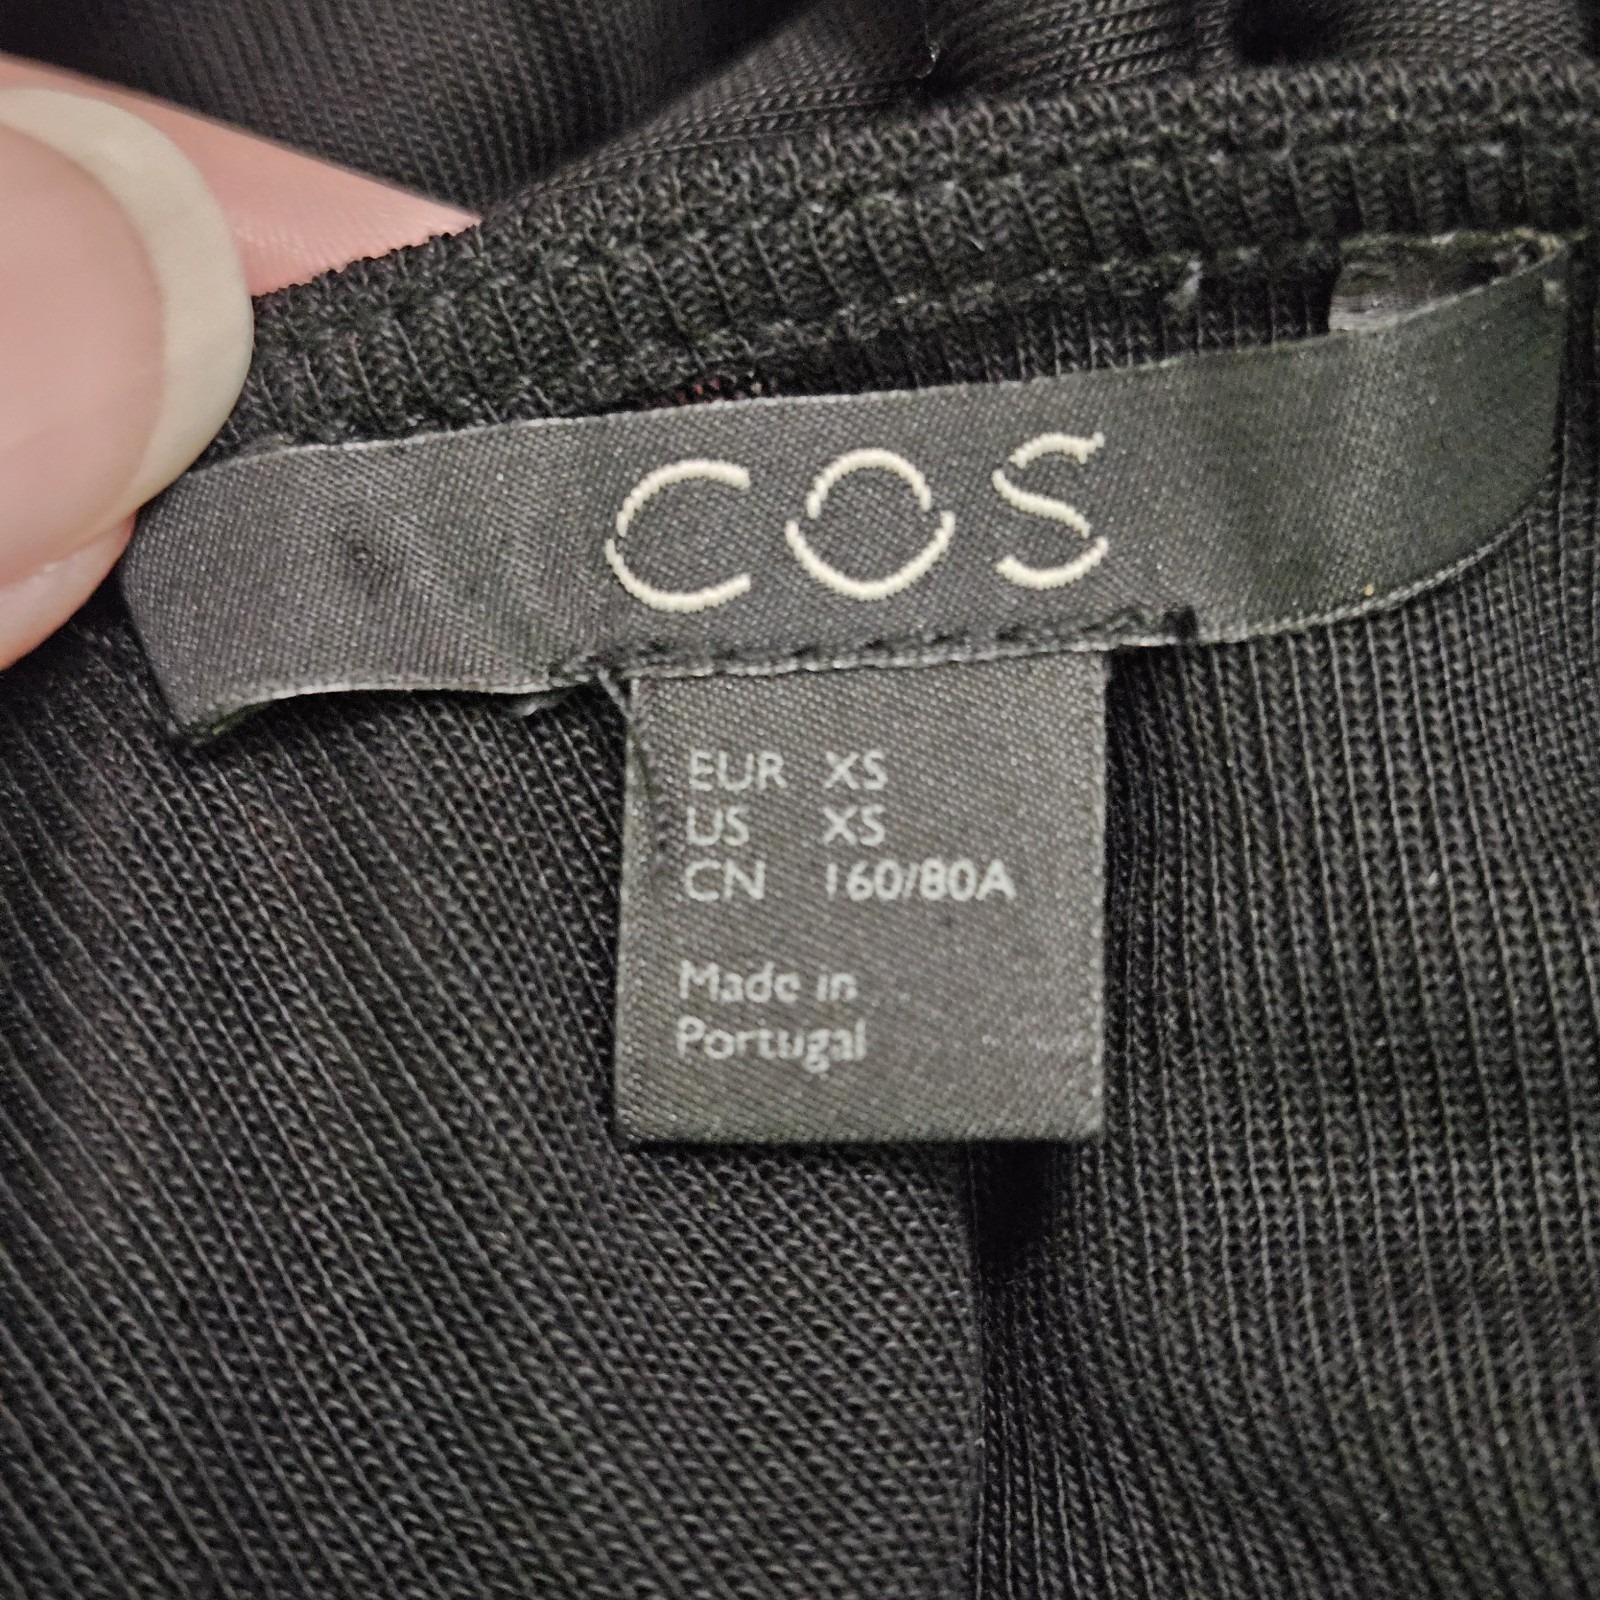 COS
EUR XS
US XS
CN 160/80A
Made in
Portugal